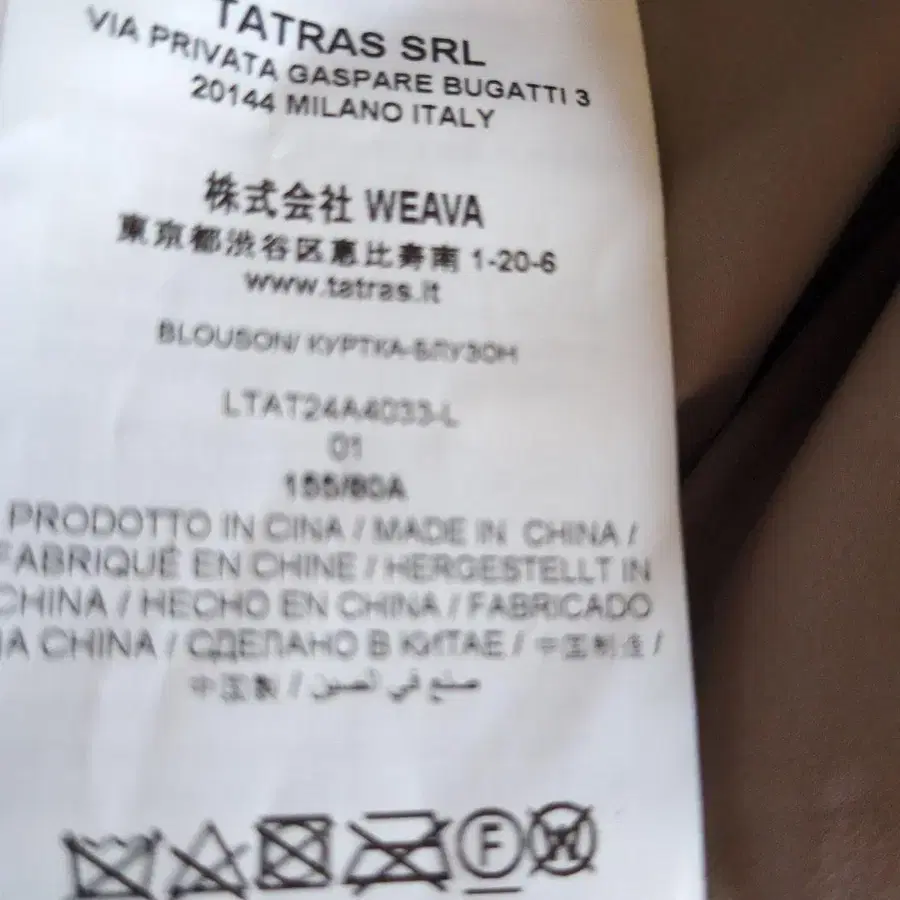 TATRAS SRL
VIA PRIVATA GASPARE BUGATTI 3
20144 MILANO ITALY
株式会社 WEAVA
東京都渋谷区恵比寿南 1-20-6
www.tatras.it
BLOUSON/ КУРТКА-БЛУЗОН
LTAT24A4033-L
01
155/80A
PRODOTTO IN CINA / MADE IN CHINA /
FABRIQUÉ EN CHINE / HERGESTELLT IN
CHINA / HECHO EN CHINA / FABRICADO
NA CHINA / СДЕЛАНО В КИТАЕ / 中国制造 /
中国製 / صنع في الصين
F
W